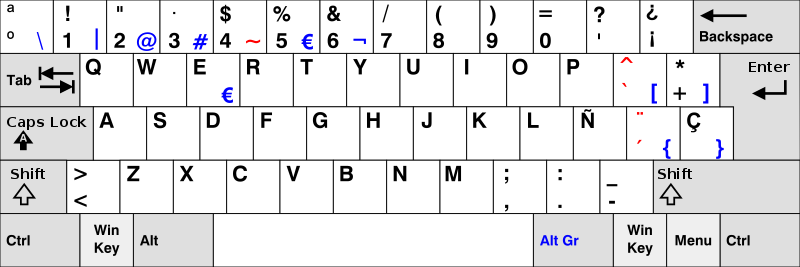 a ! " · $ % & / ( ) = ? ¿ Backspace
o \ 1 | 2 @ 3 # 4 ~ 5 € 6 ¬ 7 8 9 0 ' ¡
Tab Q W E € R T Y U I O P ^ ` [ * + ] Enter
Caps Lock A A S D F G H J K L Ñ ¨ ´ { Ç }
Shift > < Z X C V B N M ; , : . _ - Shift
Ctrl Win Key Alt Alt Gr Win Key Menu Ctrl